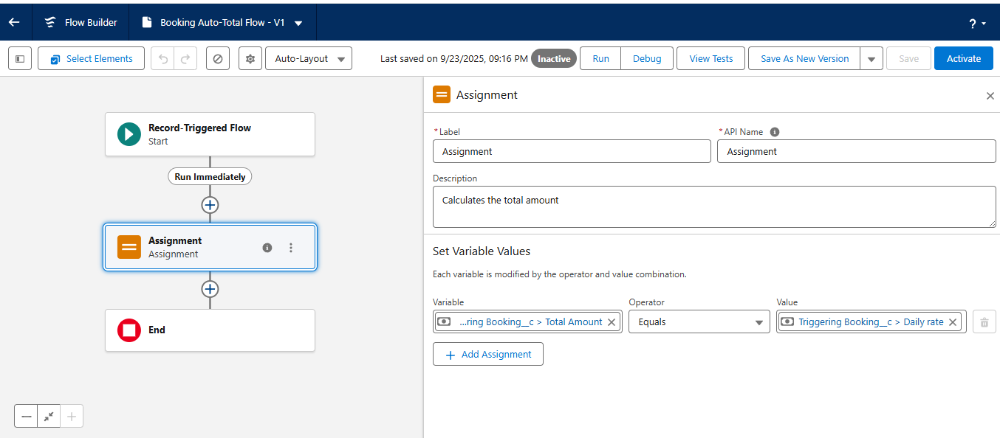 Flow Builder
Booking Auto-Total Flow - V1
?
Select Elements
Auto-Layout
Last saved on 9/23/2025, 09:16 PM
Inactive
Run
Debug
View Tests
Save As New Version
Save
Activate
Record-Triggered Flow
Start
Run Immediately
Assignment
Assignment
End
Assignment
* Label
* API Name
Assignment
Assignment
Description
Calculates the total amount
Set Variable Values
Each variable is modified by the operator and value combination.
Variable
Operator
Value
...ring Booking__c > Total Amount
Equals
Triggering Booking__c > Daily rate
Add Assignment